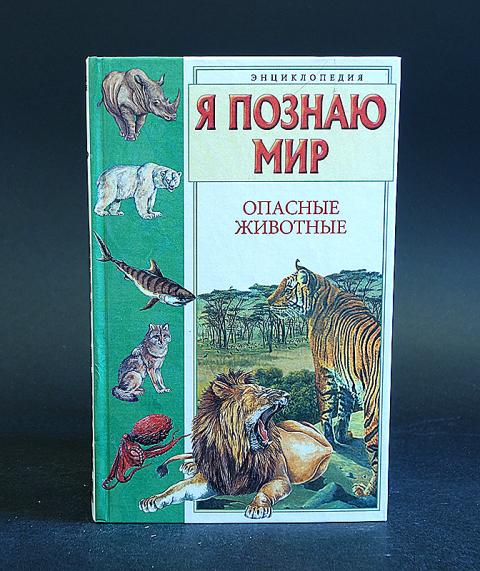 ЭНЦИКЛОПЕДИЯ
Я ПОЗНАЮ
МИР
ОПАСНЫЕ
ЖИВОТНЫЕ